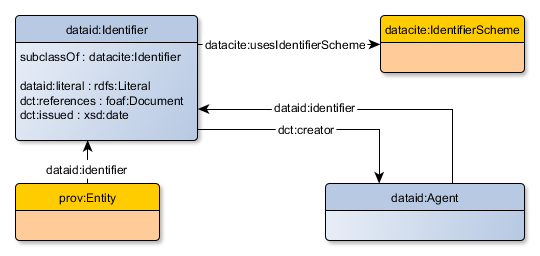 dataid:Identifier
subclassOf : datacite:Identifier
dataid:literal : rdfs:Literal
dct:references : foaf:Document
dct:issued : xsd:date
datacite:usesIdentifierScheme
datacite:IdentifierScheme
dataid:identifier
dct:creator
dataid:identifier
prov:Entity
dataid:Agent